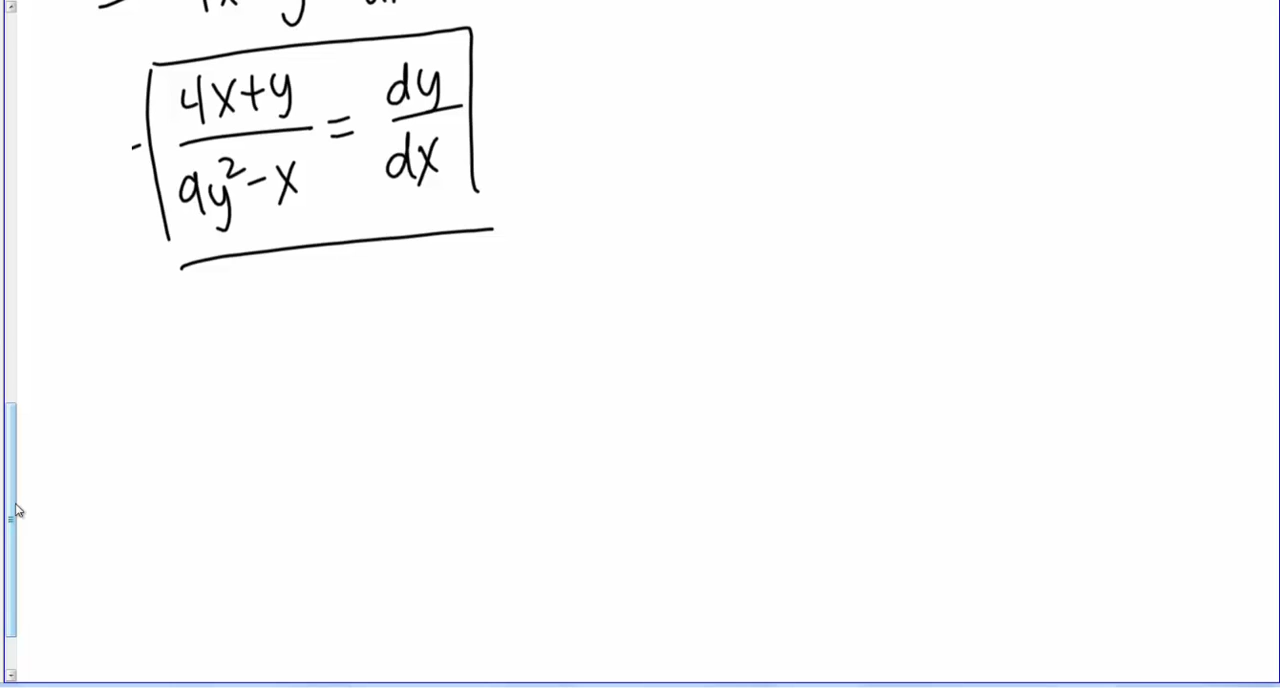 4x+y/9y²-x = dy/dx